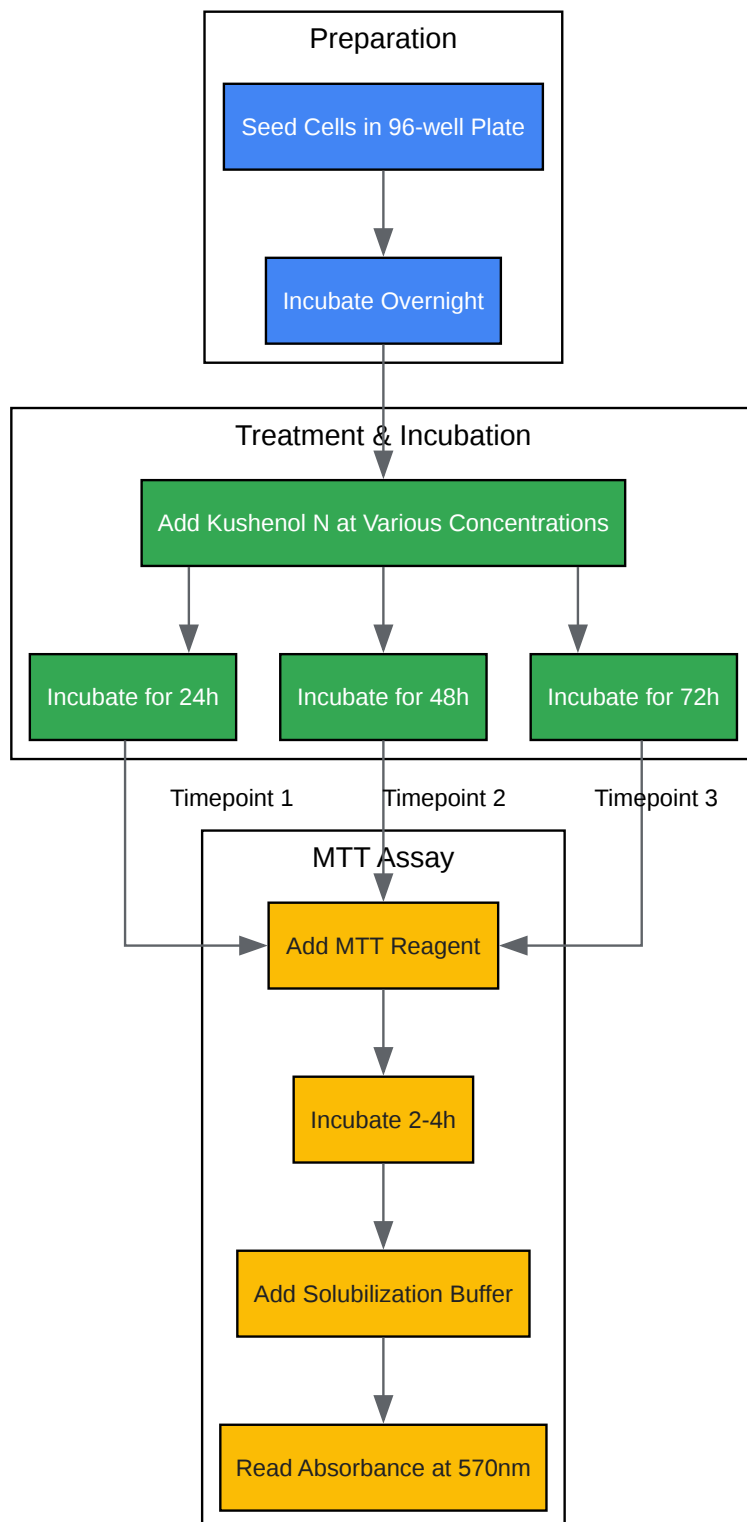 Preparation
Seed Cells in 96-well Plate
Incubate Overnight
Treatment & Incubation
Add Kushenol N at Various Concentrations
Incubate for 24h
Incubate for 48h
Incubate for 72h
Timepoint 1
Timepoint 2
Timepoint 3
MTT Assay
Add MTT Reagent
Incubate 2-4h
Add Solubilization Buffer
Read Absorbance at 570nm